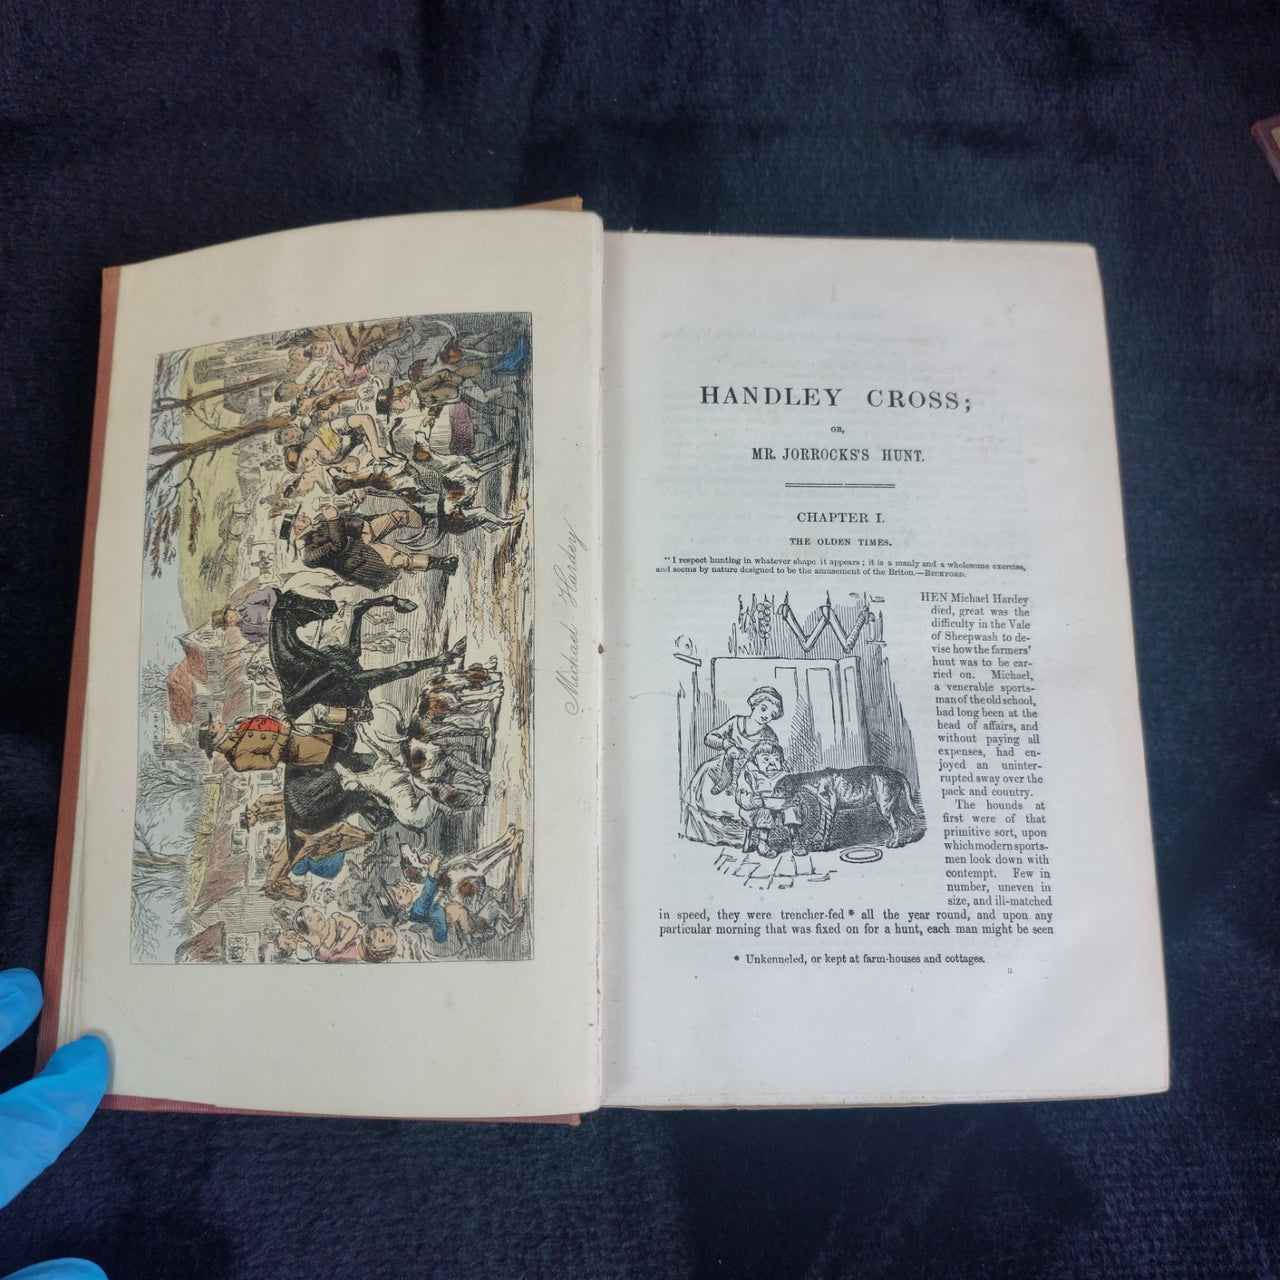 Michael Hardey
HANDLEY CROSS;
OR,
MR. JORROCKS'S HUNT.
CHAPTER I.
THE OLDEN TIMES.
"I respect hunting in whatever shape it appears; it is a manly and a wholesome exercise,
and seems by nature designed to be the amusement of the Briton.—BECKFORD.
HEN Michael Hardey
died, great was the
difficulty in the Vale
of Sheepwash to de-
vise how the farmers'
hunt was to be car-
ried on. Michael,
a venerable sports-
man of the old school,
had long been at the
head of affairs, and
without paying all
expenses, had en-
joyed an uninter-
rupted sway over the
pack and country.
The hounds at
first were of that
primitive sort, upon
which modern sports-
men look down with
contempt. Few in
number, uneven in
size, and ill-matched
in speed, they were trencher-fed * all the year round, and upon any
particular morning that was fixed on for a hunt, each man might be seen
* Unkenneled, or kept at farm-houses and cottages.